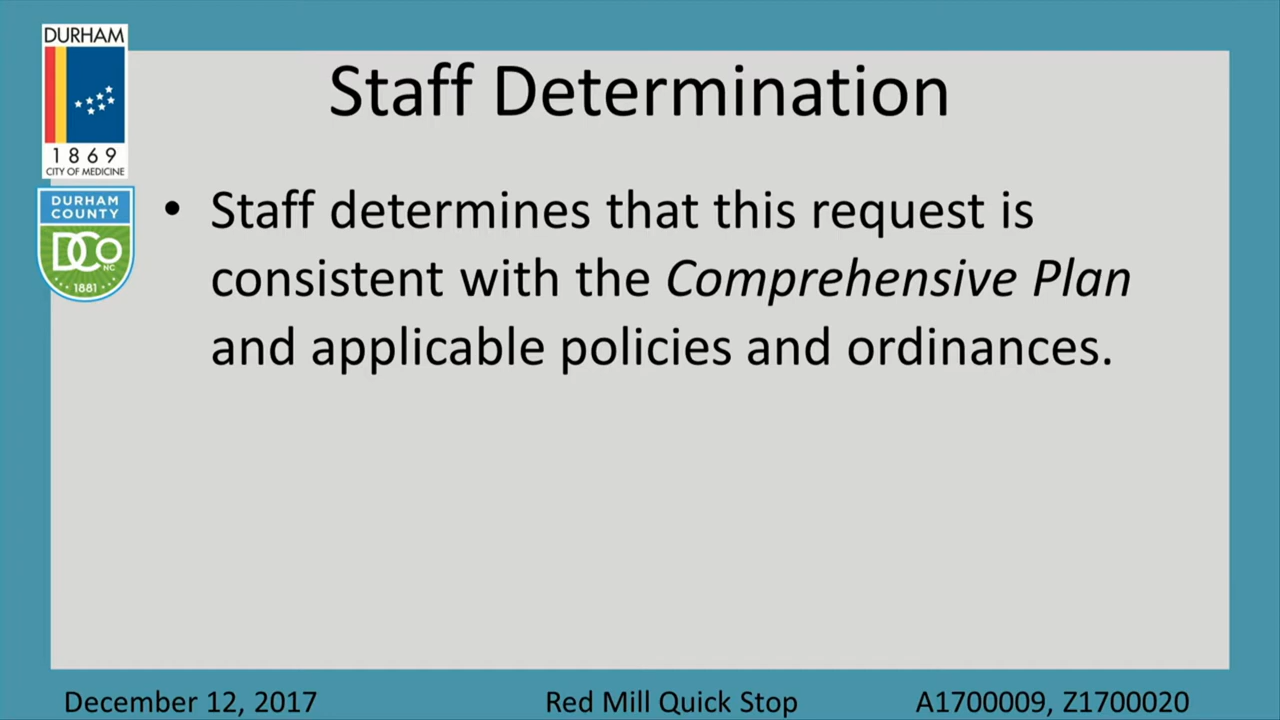 DURHAM
1869
CITY OF MEDICINE
DURHAM
COUNTY
DCo
NC
1881
Staff Determination
• Staff determines that this request is
consistent with the Comprehensive Plan
and applicable policies and ordinances.
December 12, 2017
Red Mill Quick Stop
A1700009, Z1700020